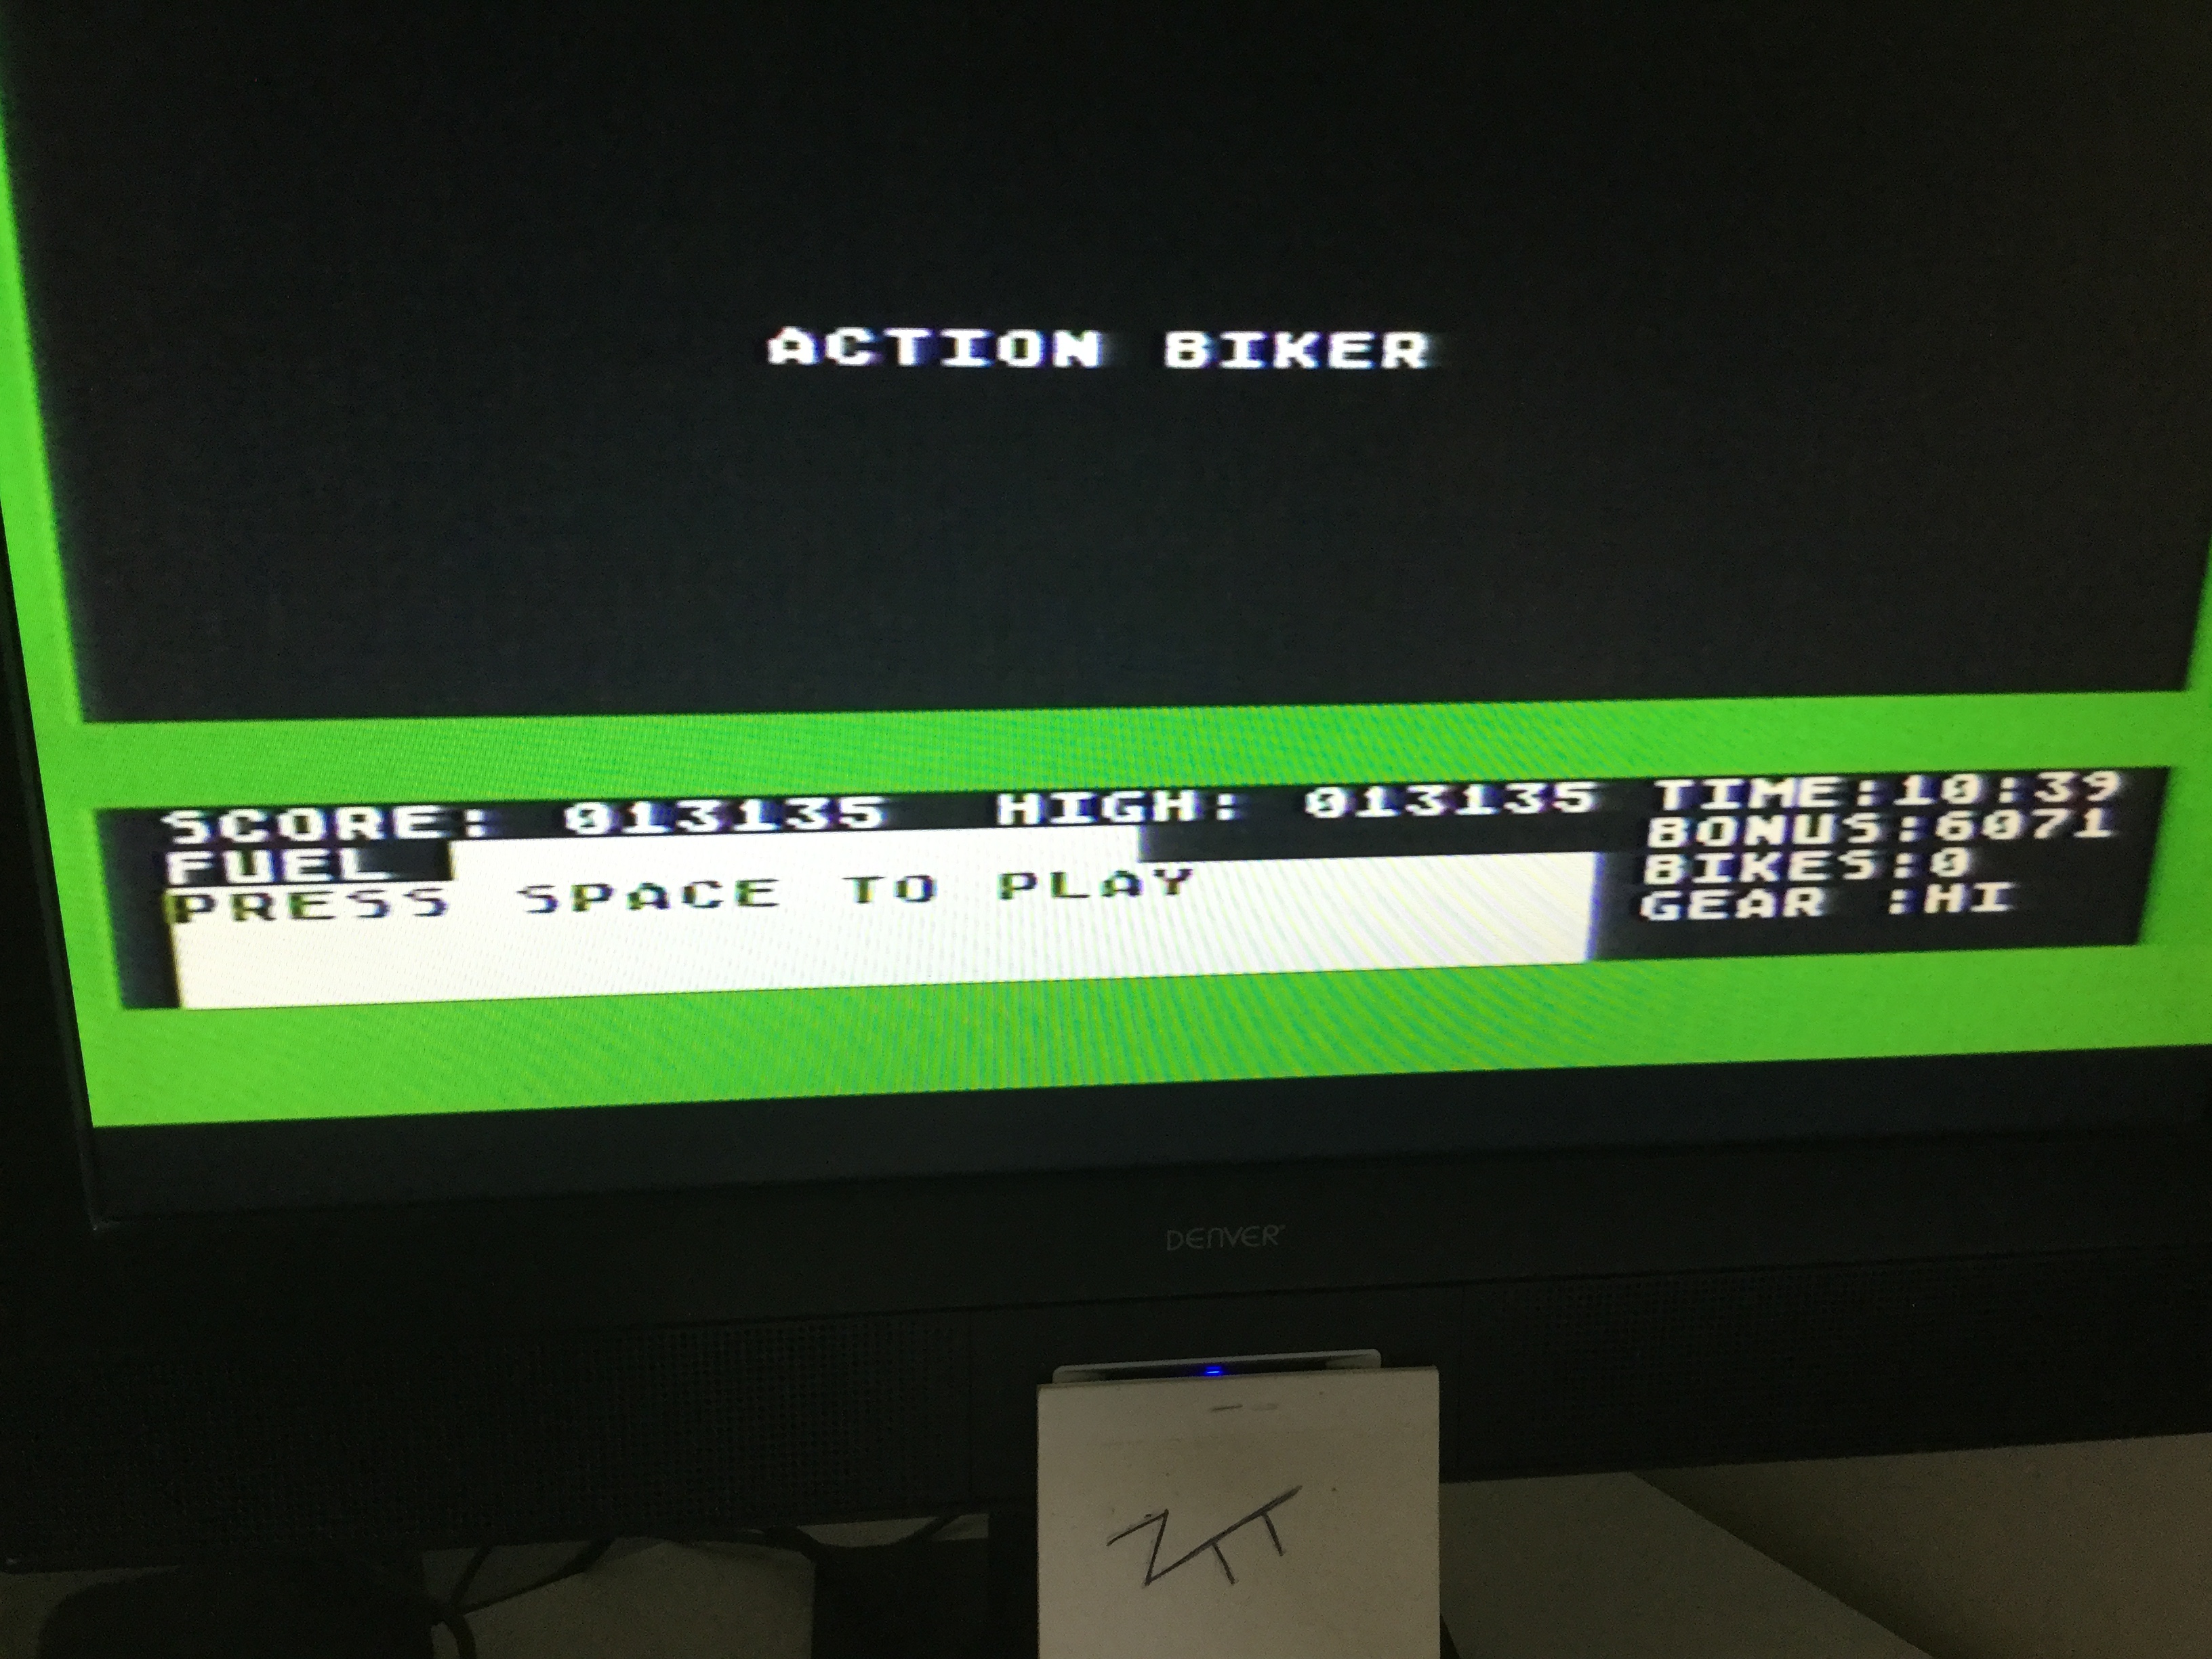 ACTION BIKER
SCORE: 013135 HIGH: 013135
TIME:10:39
FUEL
BONUS:6071
PRESS SPACE TO PLAY
BIKES:0
GEAR :HI
DENVER